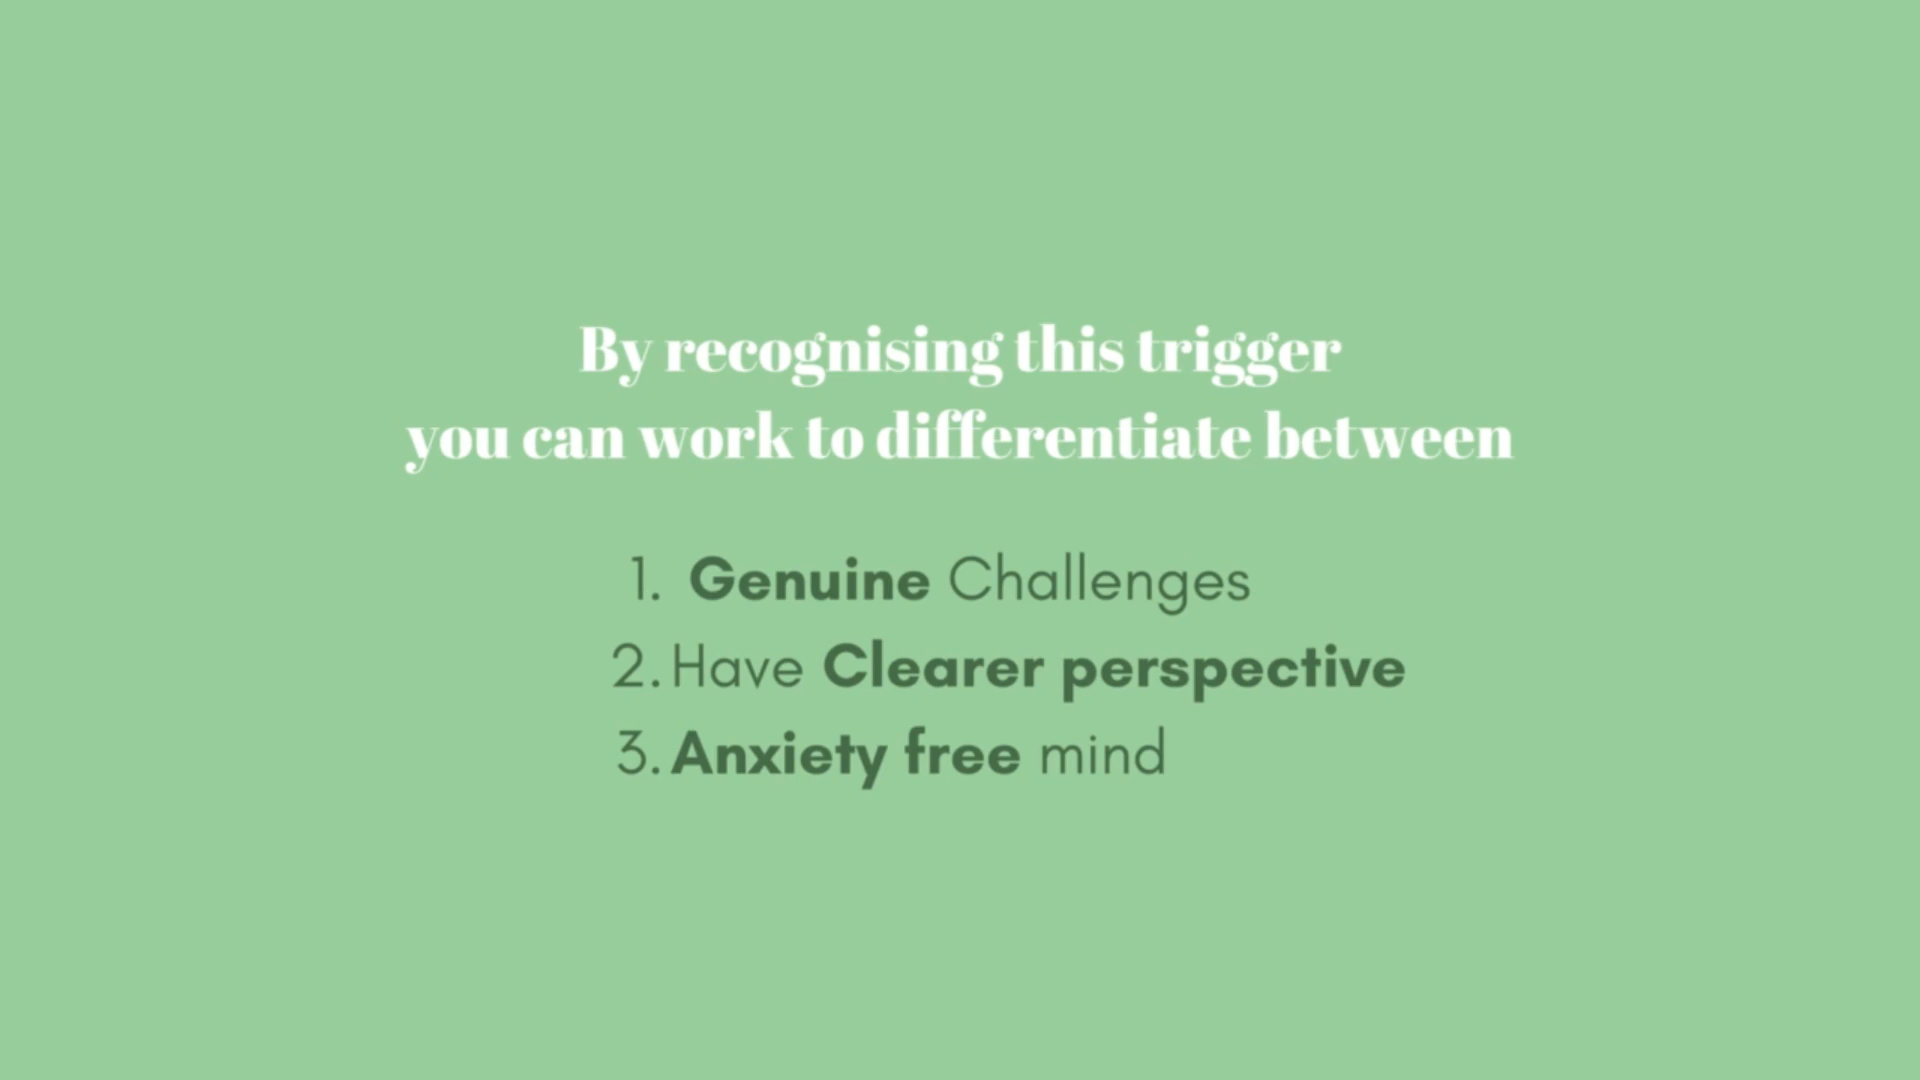 By recognising this trigger
you can work to differentiate between
1. Genuine Challenges
2. Have Clearer perspective
3. Anxiety free mind